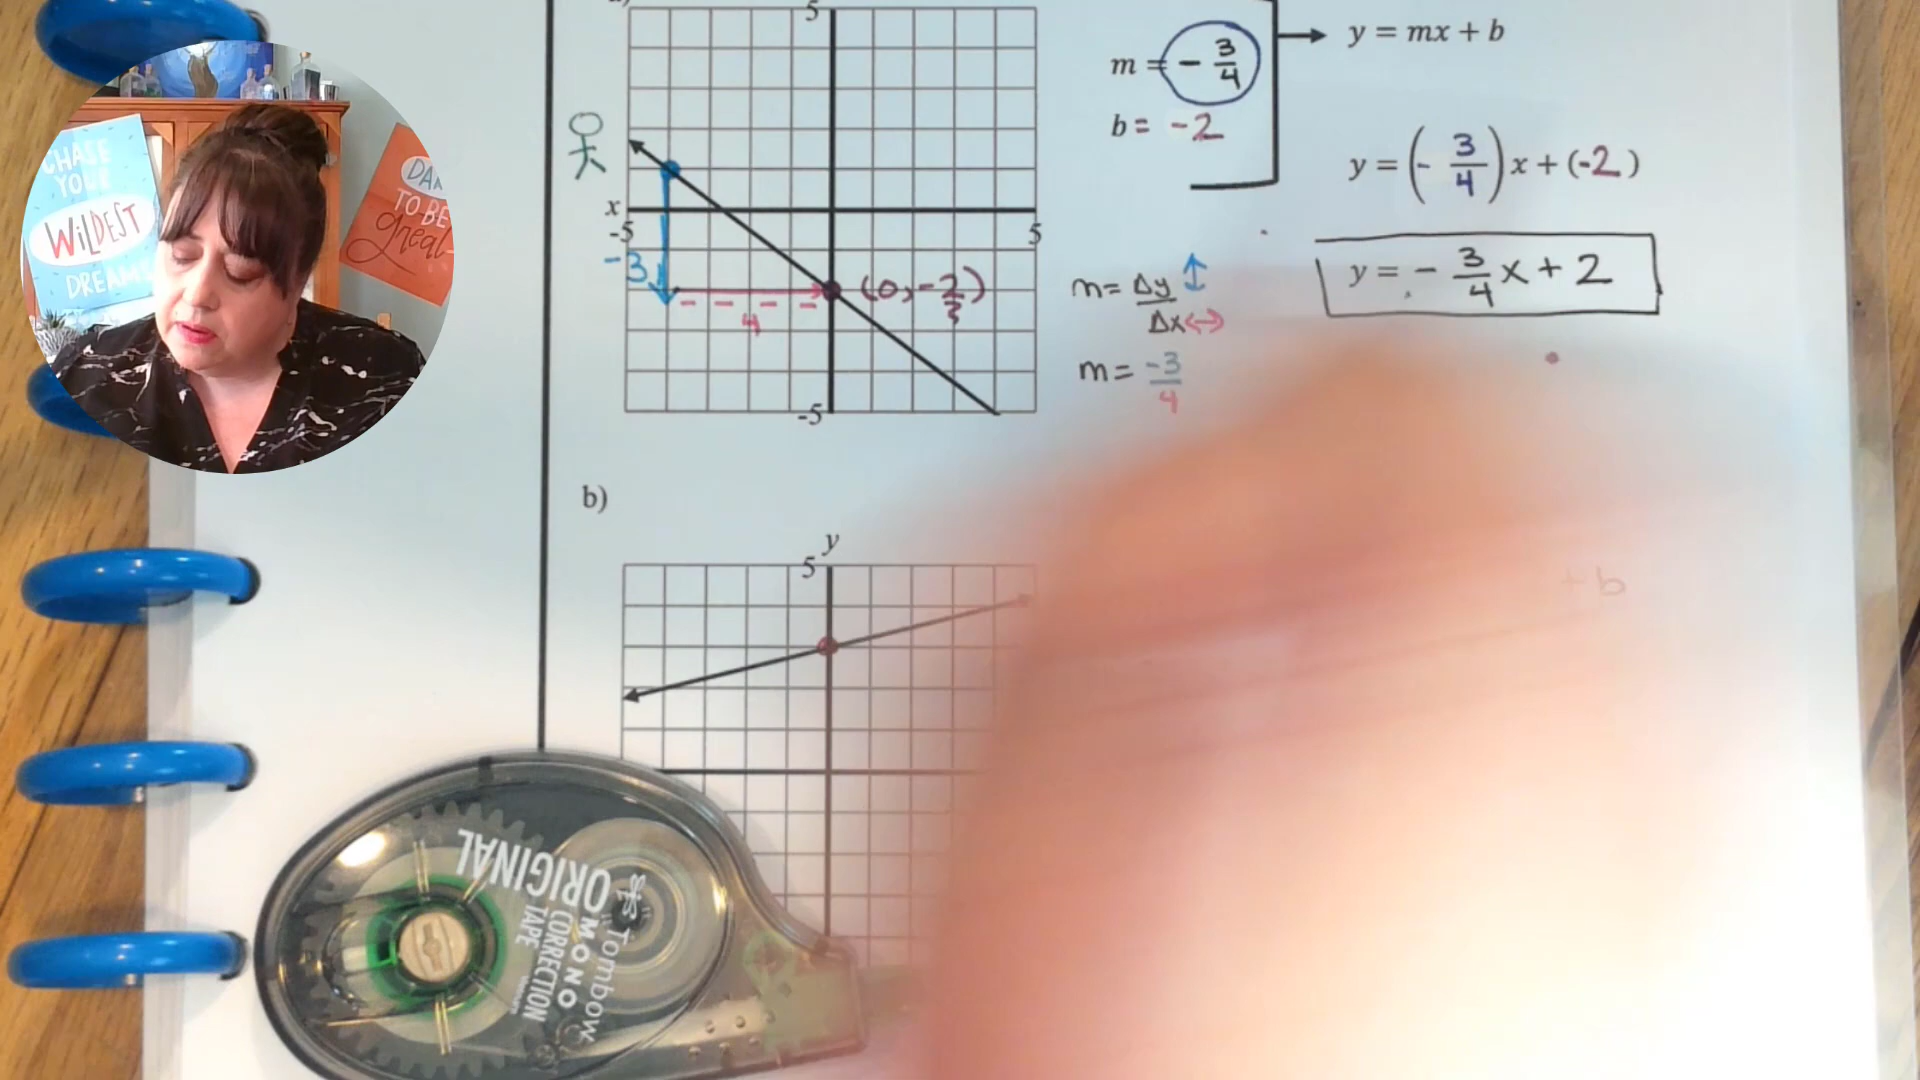 CHASE
YOUR
WILDEST
DREAMS
TO BE
great
5
x
-5
5
-3
4
(0,-2)
-5
m = - 3/4
b = -2
y = mx + b
y = (- 3/4)x + (-2)
y = - 3/4 x + 2
m = Δy/Δx
m = -3/4
b)
y
5
+ b
ORIGINAL
MONO
CORRECTION
TAPE
Tombow